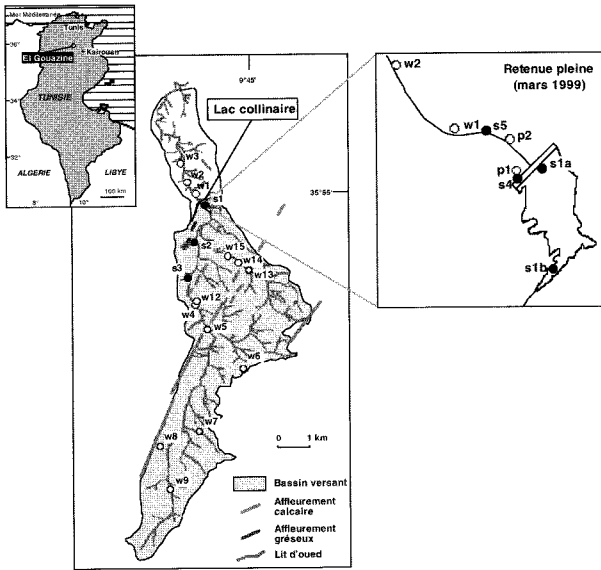 Mer Méditerranée
Tunis
36°
Kairouan
El Gouazine
TUNISIE
34°
32°
ALGERIE
LIBYE
100 km
8°
10°
9°45'
Lac collinaire
35°55'
w3
w2
w1
s1
s2
w15
w14
w13
s3
w12
w4
w5
w6
w7
w8
w9
0 1 km
Bassin versant
Affleurement
calcaire
Affleurement
gréseux
Lit d'oued
Retenue pleine
(mars 1999)
w2
w1
s5
p2
p1
s4
s1a
s1b